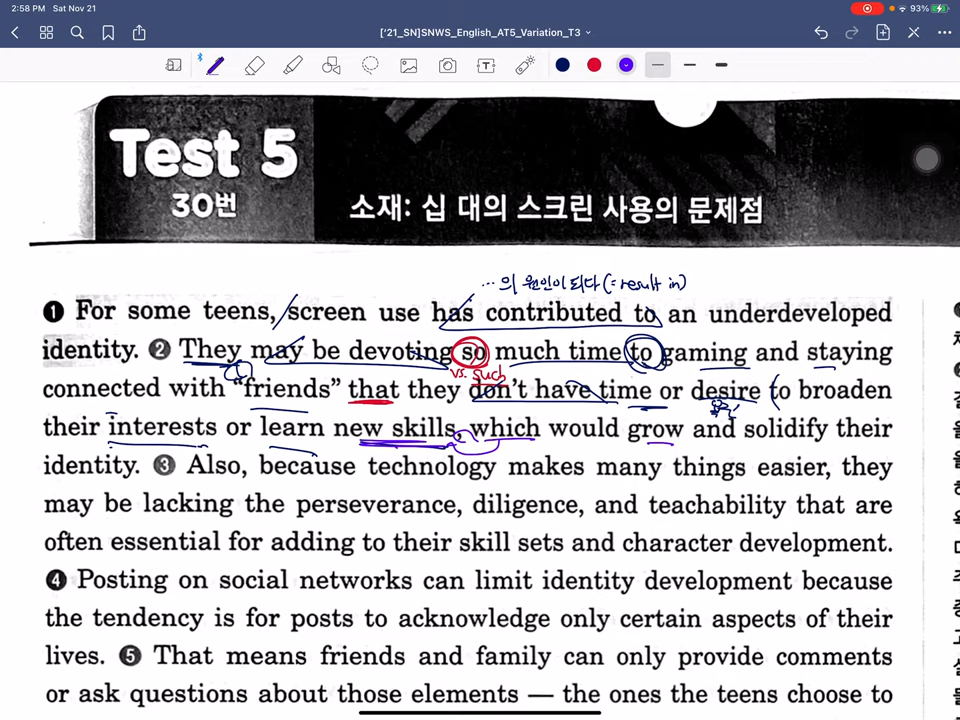 2:58 PM Sat Nov 21
93%
['21_SN]SNWS_English_AT5_Variation_T3
Test 5
30번
소재: 십 대의 스크린 사용의 문제점
… 의 원인이 되다 (= result in)
❶ For some teens, screen use has contributed to an underdeveloped
identity. ❷ They may be devoting so much time to gaming and staying
vs. such
connected with “friends” that they don’t have time or desire to broaden
their interests or learn new skills, which would grow and solidify their
identity. ❸ Also, because technology makes many things easier, they
may be lacking the perseverance, diligence, and teachability that are
often essential for adding to their skill sets and character development.
❹ Posting on social networks can limit identity development because
the tendency is for posts to acknowledge only certain aspects of their
lives. ❺ That means friends and family can only provide comments
or ask questions about those elements — the ones the teens choose to